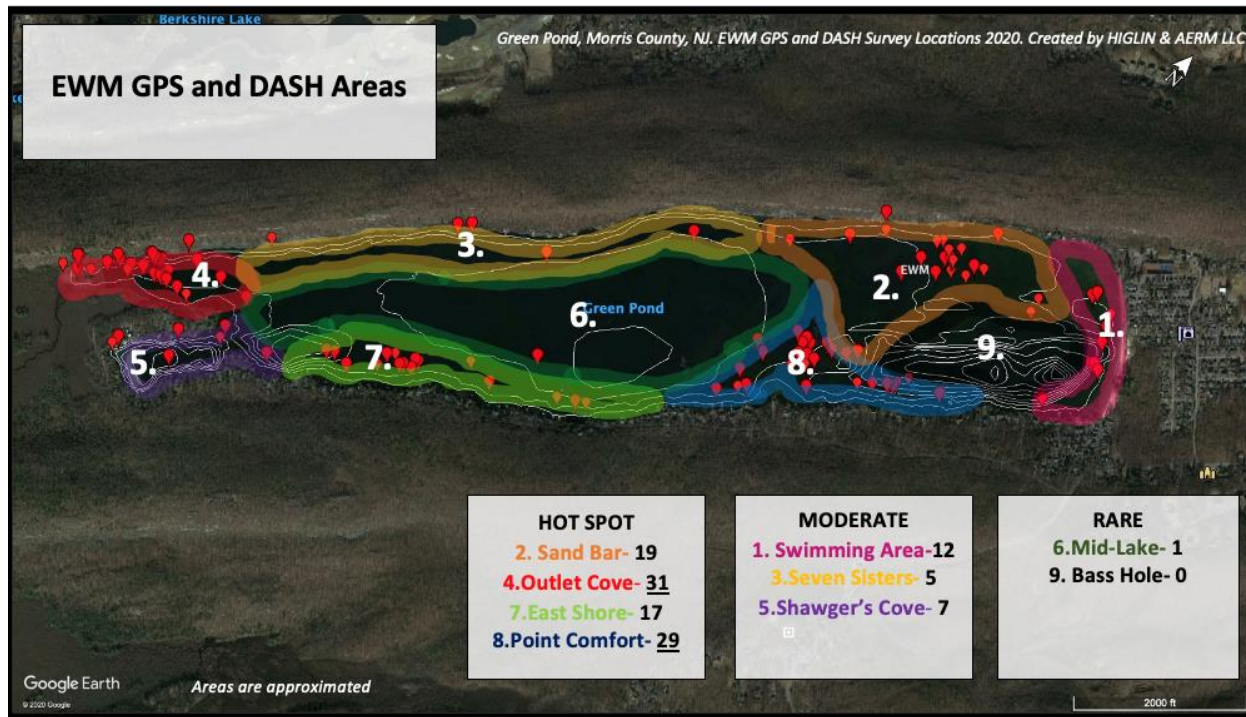 Berkshire Lake
Green Pond, Morris County, NJ. EWM GPS and DASH Survey Locations 2020. Created by HIGLIN & AERM LLC
N
EWM GPS and DASH Areas
3.
4.
2.
EWM
1.
6.
Green Pond
5.
7.
8.
9.
HOT SPOT
2. Sand Bar- 19
4.Outlet Cove- 31
7.East Shore- 17
8.Point Comfort- 29
MODERATE
1. Swimming Area-12
3.Seven Sisters- 5
5.Shawger's Cove- 7
RARE
6.Mid-Lake- 1
9. Bass Hole- 0
Google Earth
© 2020 Google
Areas are approximated
2000 ft